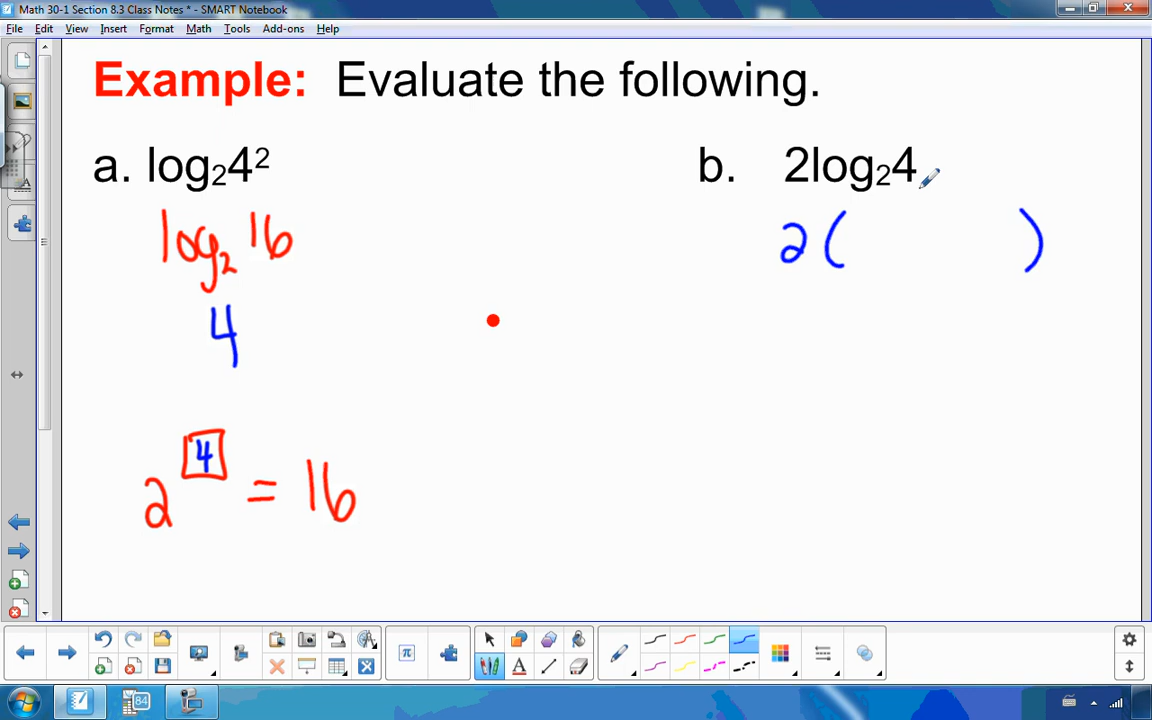 Math 30-1 Section 8.3 Class Notes * - SMART Notebook
File Edit View Insert Format Math Tools Add-ons Help
Example: Evaluate the following.
a. log₂4²
b. 2log₂4
log₂ 16
2 ( )
4
2^4 = 16
π
A
84